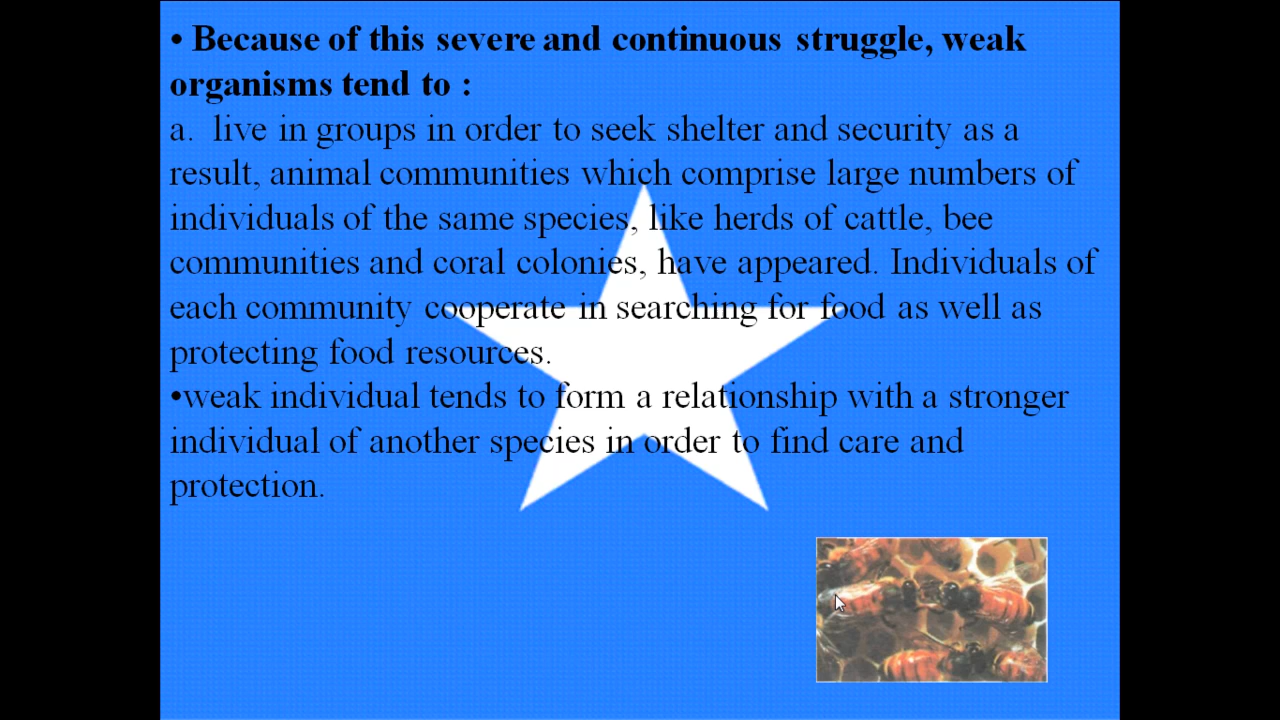 • Because of this severe and continuous struggle, weak
organisms tend to :
a. live in groups in order to seek shelter and security as a
result, animal communities which comprise large numbers of
individuals of the same species, like herds of cattle, bee
communities and coral colonies, have appeared. Individuals of
each community cooperate in searching for food as well as
protecting food resources.
•weak individual tends to form a relationship with a stronger
individual of another species in order to find care and
protection.